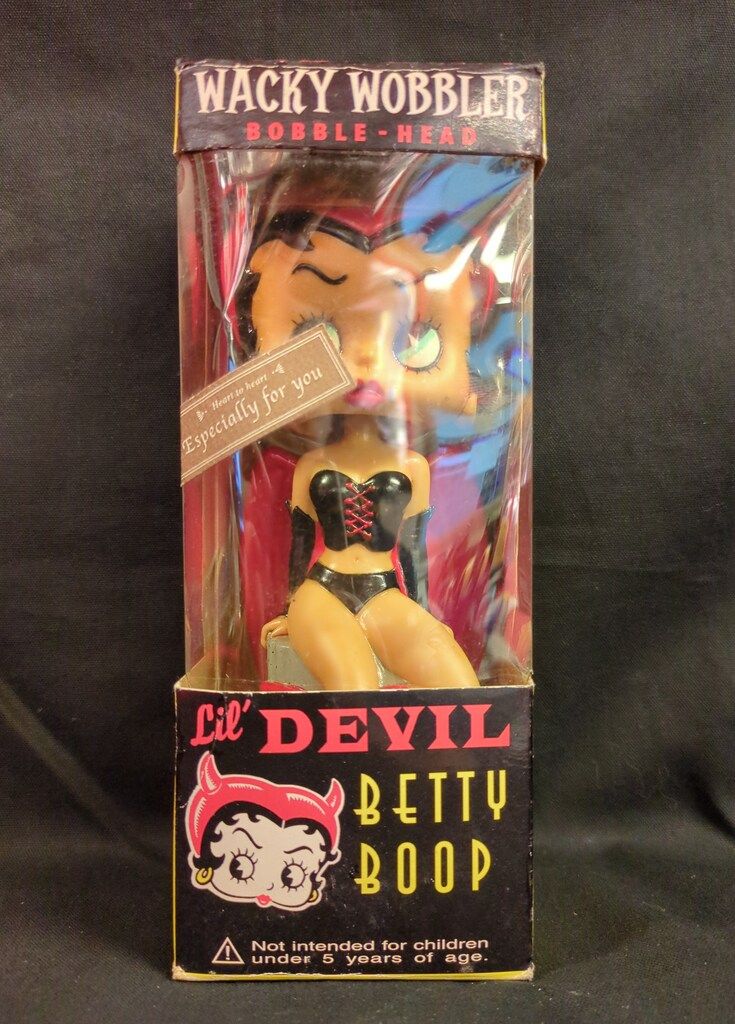 WACKY WOBBLER
BOBBLE-HEAD
Heart to heart
Especially for you
Lil' DEVIL
BETTY
BOOP
Not intended for children
under 5 years of age.